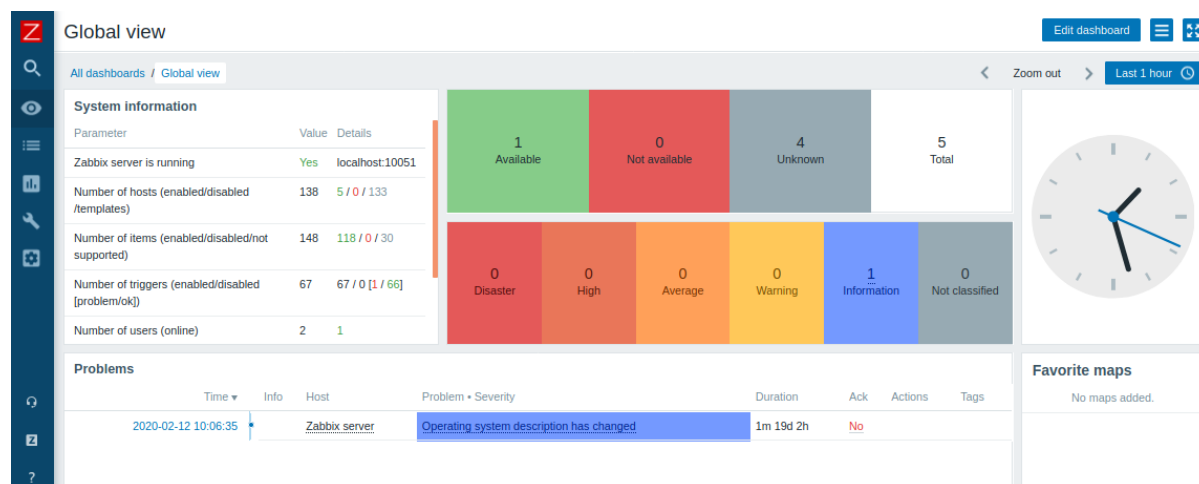 Z
Global view
Edit dashboard
All dashboards / Global view
Zoom out
Last 1 hour
System information
Parameter Value Details
Zabbix server is running Yes localhost:10051
Number of hosts (enabled/disabled
/templates) 138 5 / 0 / 133
Number of items (enabled/disabled/not
supported) 148 118 / 0 / 30
Number of triggers (enabled/disabled
[problem/ok]) 67 67 / 0 [1 / 66]
Number of users (online) 2 1
1 0 4 5
Available Not available Unknown Total
0 0 0 0 1 0
Disaster High Average Warning Information Not classified
Problems
Time ▾ Info Host Problem • Severity Duration Ack Actions Tags
2020-02-12 10:06:35 Zabbix server Operating system description has changed 1m 19d 2h No
Favorite maps
No maps added.
Z
?